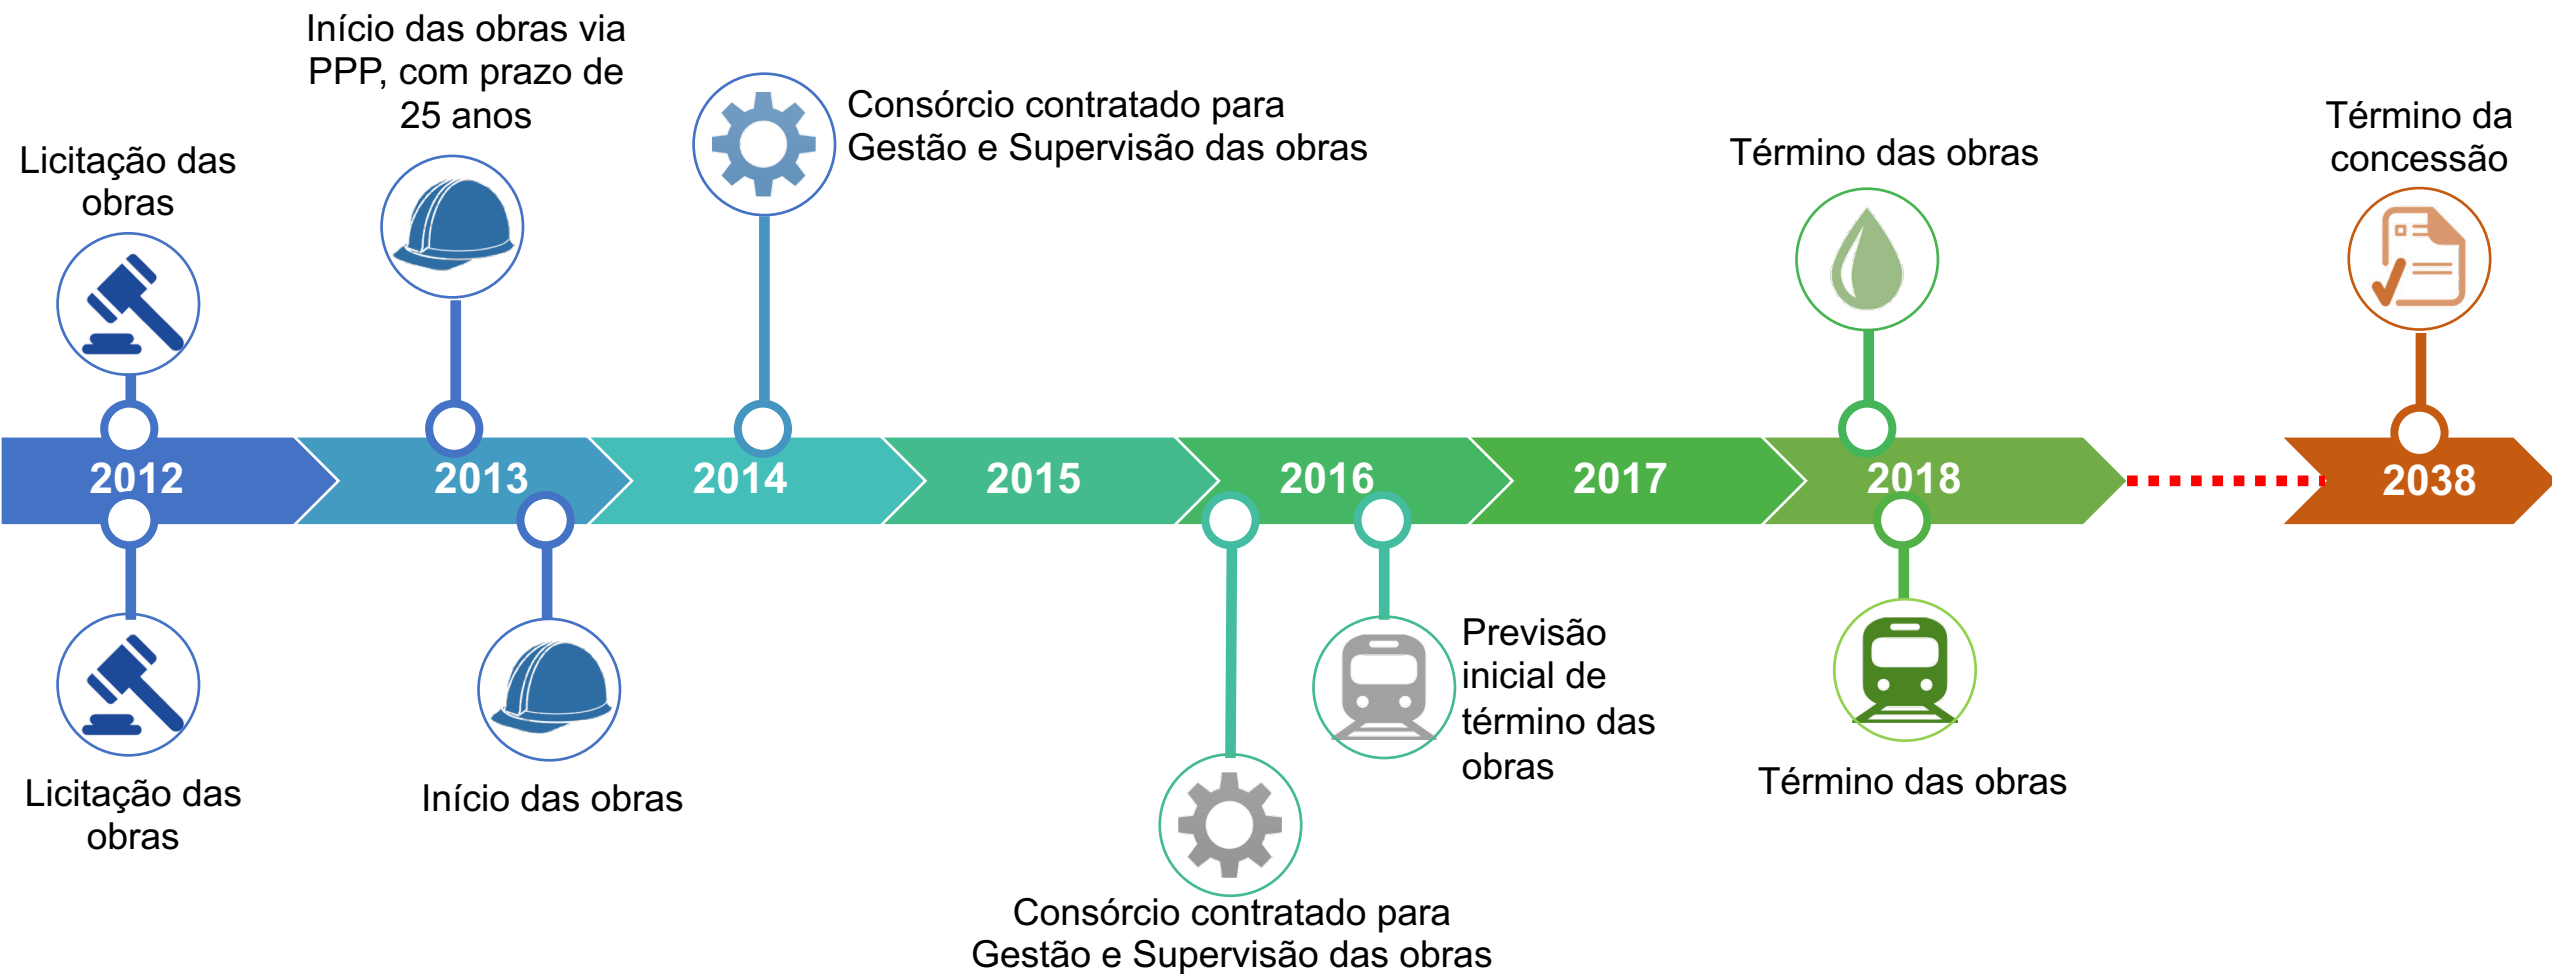 Início das obras via
PPP, com prazo de
25 anos
Licitação das
obras
Consórcio contratado para
Gestão e Supervisão das obras
Término das obras
Término da
concessão
2012
2013
2014
2015
2016
2017
2018
2038
Licitação das
obras
Início das obras
Consórcio contratado para
Gestão e Supervisão das obras
Previsão
inicial de
término das
obras
Término das obras